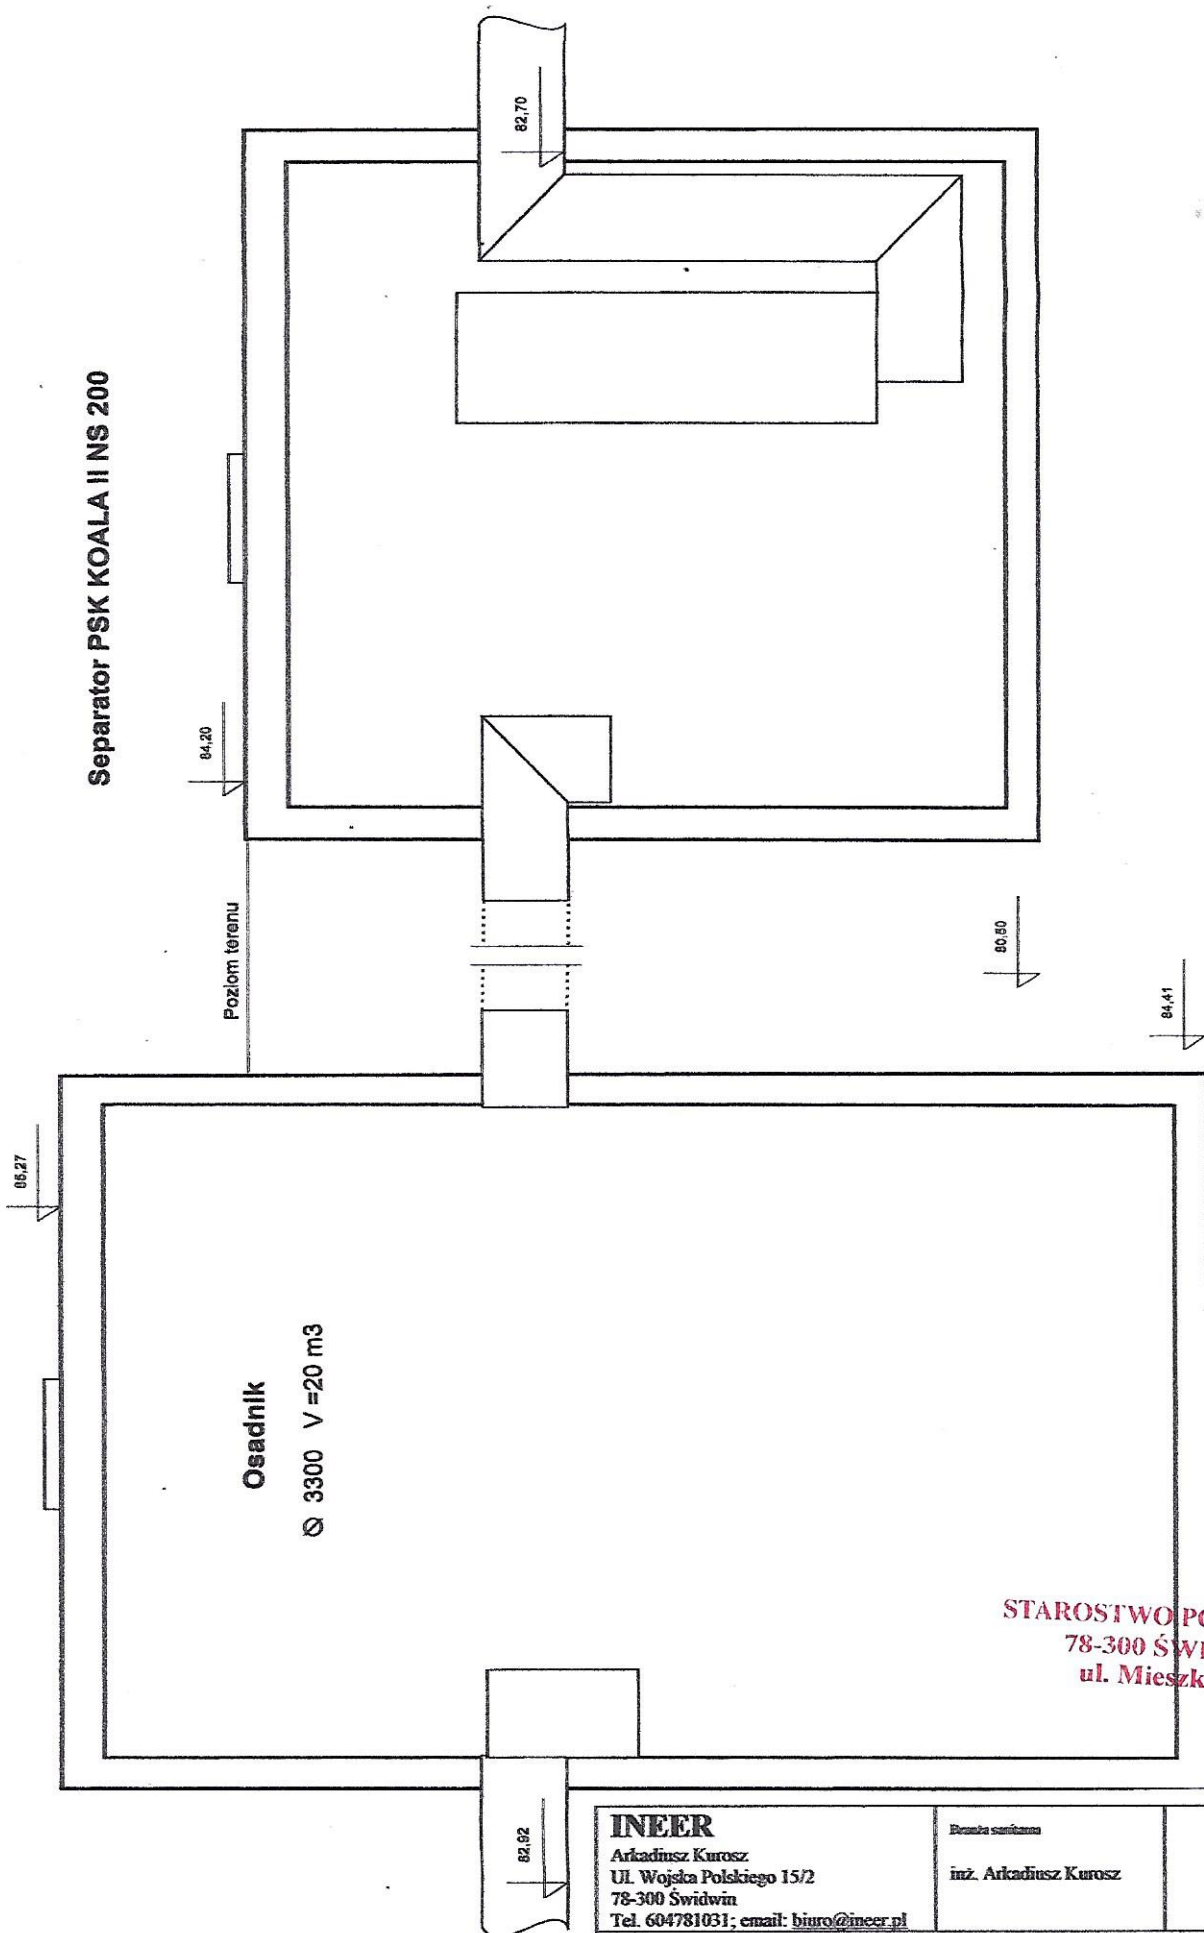 Separator PSK KOALA II NS 200
82,70
84,20
Poziom terenu
80,80
84,41
85,27
Osadnik
Ø 3300 V =20 m3
82,92
STAROSTWO
78-300
ul.
INEER
Arkadiusz Kurosz
Ul. Wojska Polskiego 15/2
78-300 Świdwin
Tel. 604781031; email: biuro@ineer.pl
Branża sanitarna
inż. Arkadiusz Kurosz